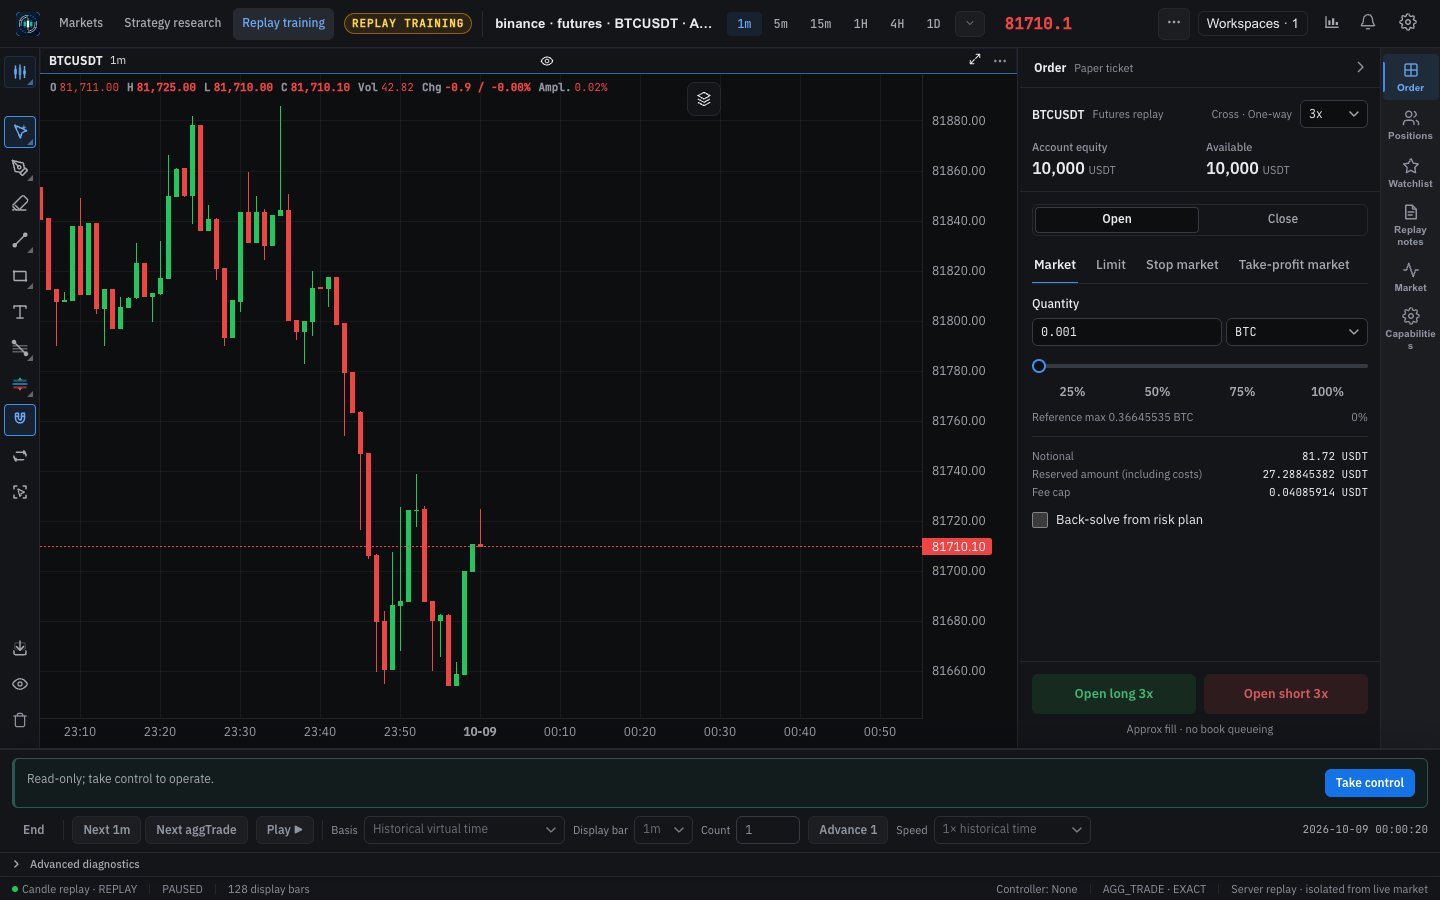 Markets Strategy research Replay training REPLAY TRAINING binance · futures · BTCUSDT · A... 1m 5m 15m 1H 4H 1D 81710.1 Workspaces · 1
BTCUSDT 1m
O 81,711.00 H 81,725.00 L 81,710.00 C 81,710.10 Vol 42.82 Chg -0.9 / -0.00% Ampl. 0.02%
81880.00
81860.00
81840.00
81820.00
81800.00
81780.00
81760.00
81740.00
81720.00
81710.10
81700.00
81680.00
81660.00
23:10 23:20 23:30 23:40 23:50 10-09 00:10 00:20 00:30 00:40 00:50
Order Paper ticket
BTCUSDT Futures replay Cross · One-way 3x
Account equity Available
10,000 USDT 10,000 USDT
Open Close
Market Limit Stop market Take-profit market
Quantity
0.001 BTC
25% 50% 75% 100%
Reference max 0.36645535 BTC 0%
Notional 81.72 USDT
Reserved amount (including costs) 27.28845382 USDT
Fee cap 0.04085914 USDT
Back-solve from risk plan
Open long 3x Open short 3x
Approx fill · no book queueing
Order
Positions
Watchlist
Replay
notes
Market
Capabilitie
s
Read-only; take control to operate. Take control
End Next 1m Next aggTrade Play Basis Historical virtual time Display bar 1m Count 1 Advance 1 Speed 1× historical time 2026-10-09 00:00:20
Advanced diagnostics
Candle replay · REPLAY PAUSED 128 display bars Controller: None AGG_TRADE · EXACT Server replay · isolated from live market